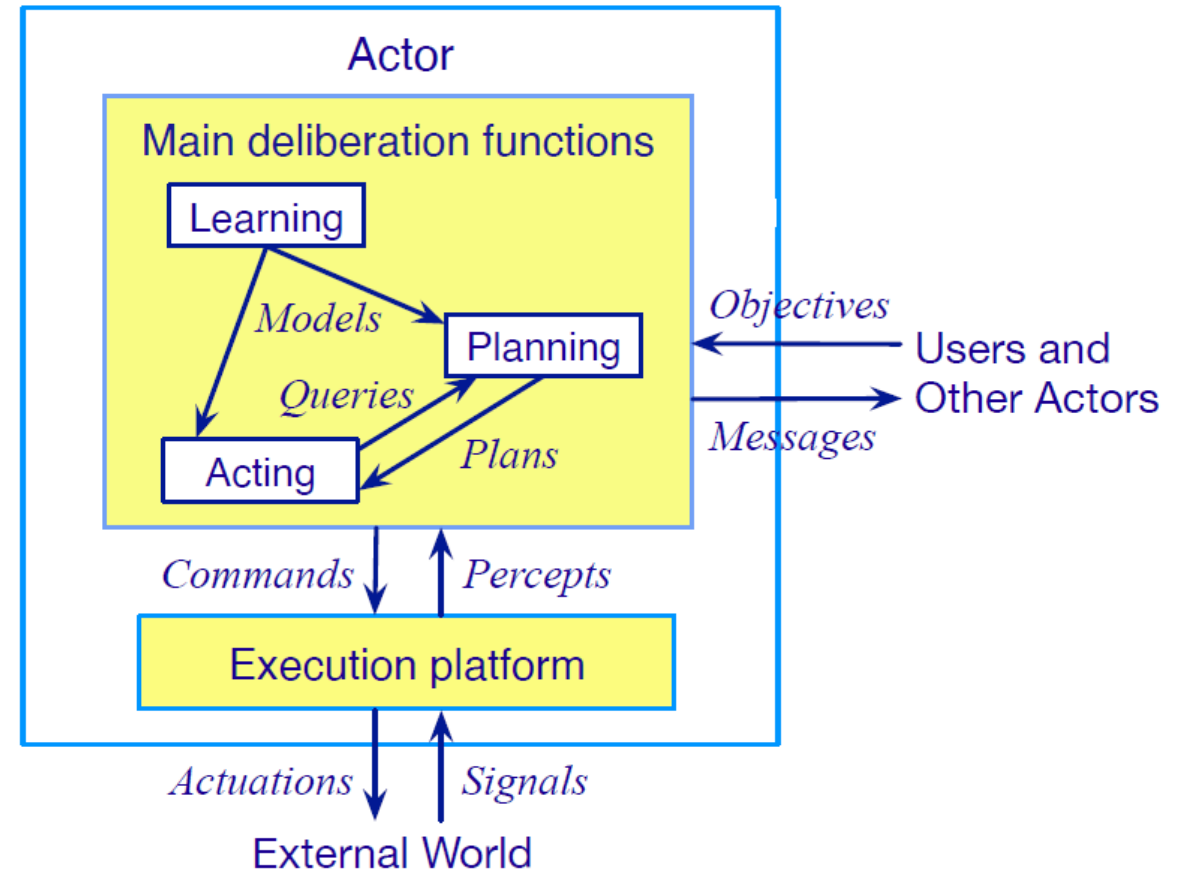 Actor
Main deliberation functions
Learning
Models
Planning
Queries
Acting
Plans
Objectives
Users and
Other Actors
Messages
Commands
Percepts
Execution platform
Actuations
Signals
External World